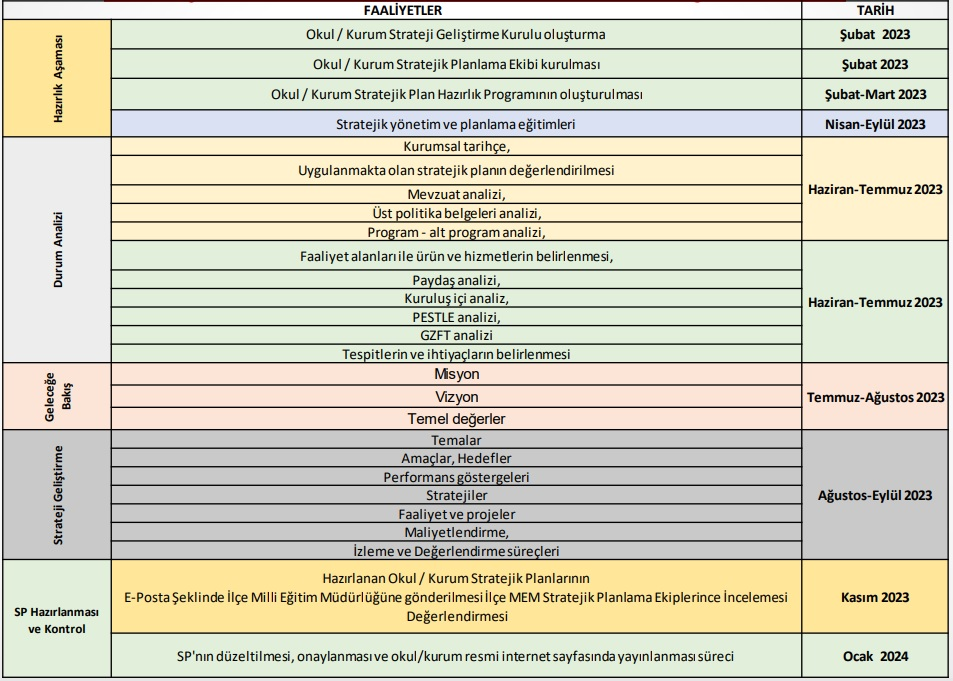 FAALİYETLER TARİH
Hazırlık Aşaması
Okul / Kurum Strateji Geliştirme Kurulu oluşturma Şubat 2023
Okul / Kurum Stratejik Planlama Ekibi kurulması Şubat 2023
Okul / Kurum Stratejik Plan Hazırlık Programının oluşturulması Şubat-Mart 2023
Stratejik yönetim ve planlama eğitimleri Nisan-Eylül 2023
Durum Analizi
Kurumsal tarihçe,
Uygulanmakta olan stratejik planın değerlendirilmesi
Mevzuat analizi,
Üst politika belgeleri analizi,
Program - alt program analizi,
Haziran-Temmuz 2023
Faaliyet alanları ile ürün ve hizmetlerin belirlenmesi,
Paydaş analizi,
Kuruluş içi analiz,
PESTLE analizi,
GZFT analizi
Tespitlerin ve ihtiyaçların belirlenmesi
Haziran-Temmuz 2023
Geleceğe
Bakış
Misyon
Vizyon
Temel değerler
Temmuz-Ağustos 2023
Strateji Geliştirme
Temalar
Amaçlar, Hedefler
Performans göstergeleri
Stratejiler
Faaliyet ve projeler
Maliyetlendirme,
İzleme ve Değerlendirme süreçleri
Ağustos-Eylül 2023
SP Hazırlanması
ve Kontrol
Hazırlanan Okul / Kurum Stratejik Planlarının
E-Posta Şeklinde İlçe Milli Eğitim Müdürlüğüne gönderilmesi İlçe MEM Stratejik Planlama Ekiplerince İncelemesi
Değerlendirmesi
Kasım 2023
SP'nın düzeltilmesi, onaylanması ve okul/kurum resmi internet sayfasında yayınlanması süreci Ocak 2024